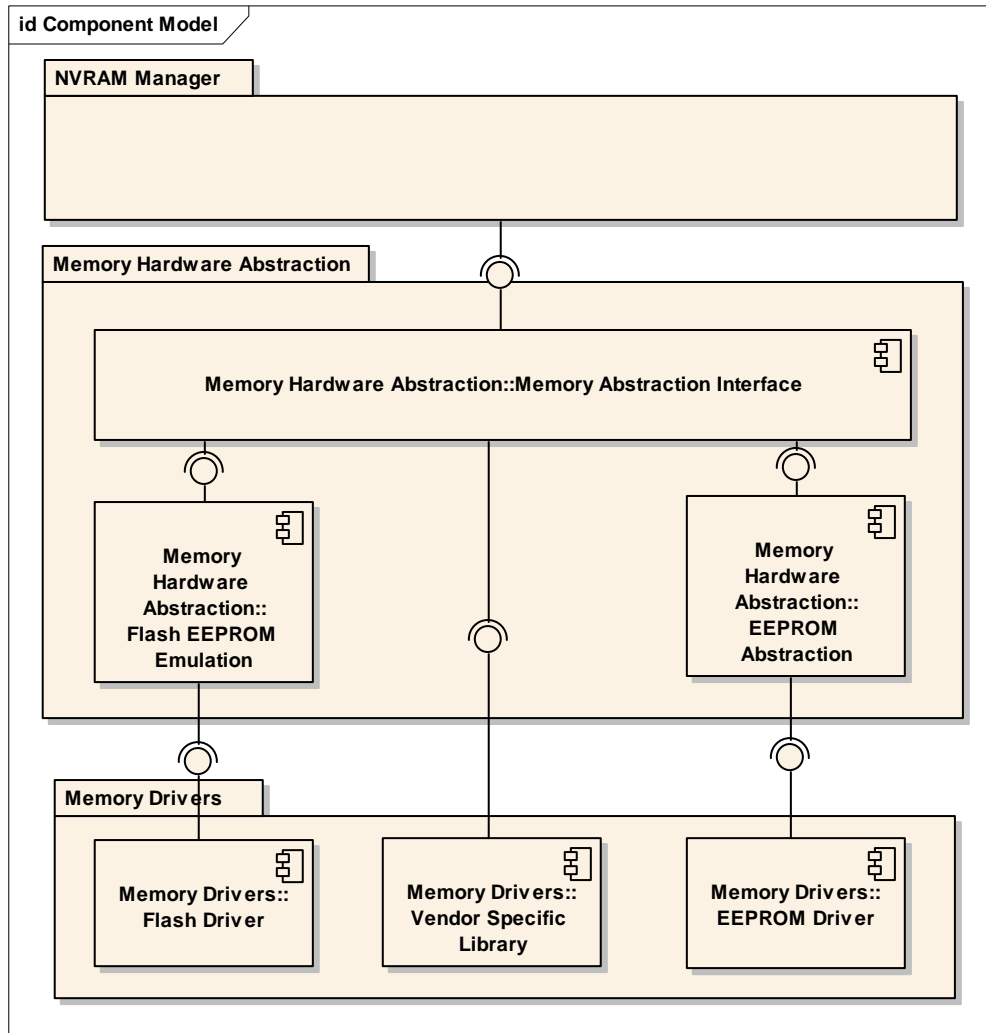 id Component Model
NVRAM Manager
Memory Hardware Abstraction
Memory Hardware Abstraction::Memory Abstraction Interface
Memory
Hardware
Abstraction::
Flash EEPROM
Emulation
Memory
Hardware
Abstraction::
EEPROM
Abstraction
Memory Drivers
Memory Drivers::
Flash Driver
Memory Drivers::
Vendor Specific
Library
Memory Drivers::
EEPROM Driver